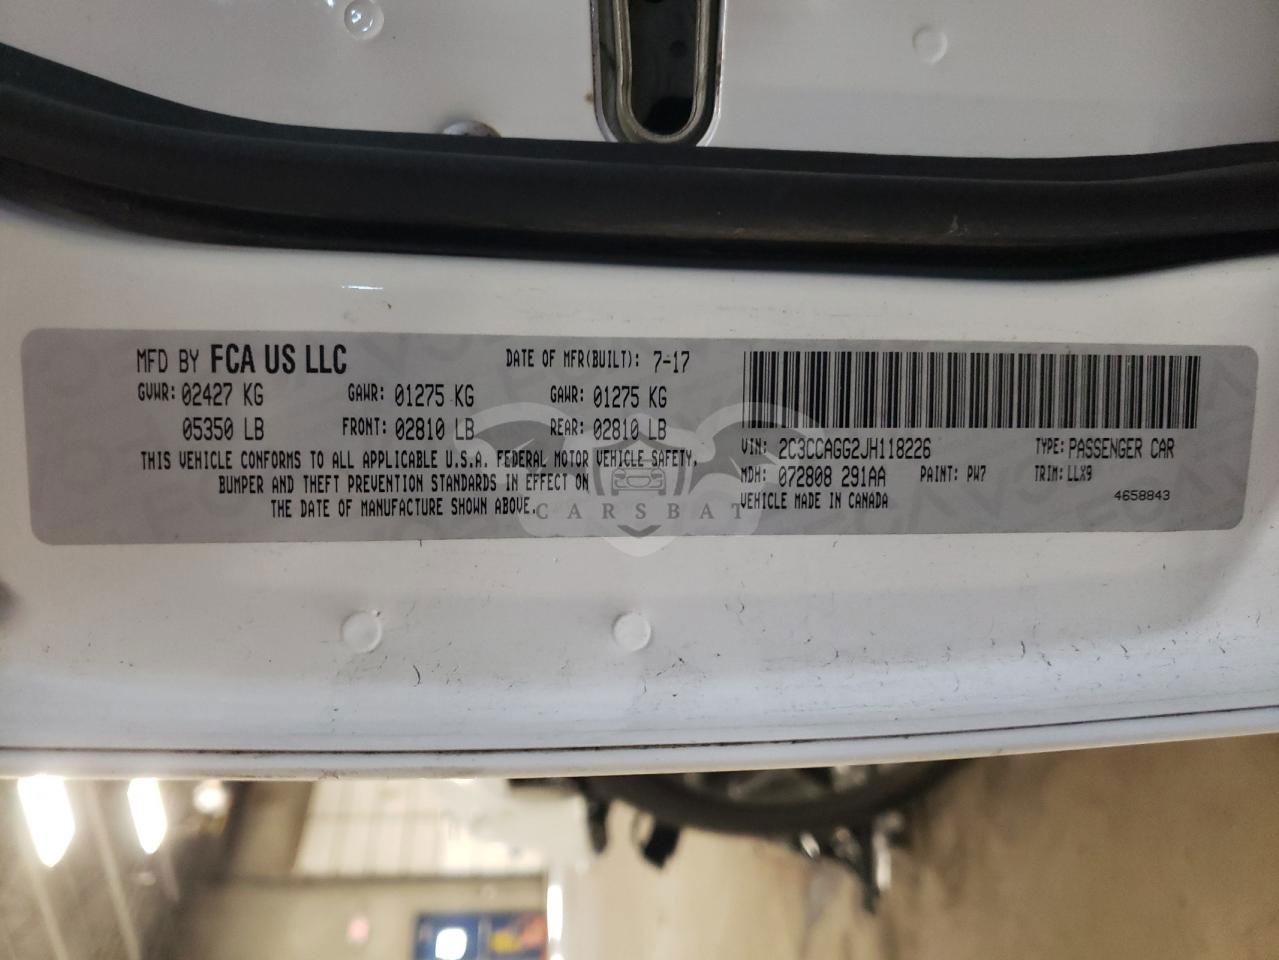 MFD BY FCA US LLC DATE OF MFR(BUILT): 7-17
GVWR: 02427 KG GAWR: 01275 KG GAWR: 01275 KG
05350 LB FRONT: 02810 LB REAR: 02810 LB
THIS VEHICLE CONFORMS TO ALL APPLICABLE U.S.A. FEDERAL MOTOR VEHICLE SAFETY,
BUMPER AND THEFT PREVENTION STANDARDS IN EFFECT ON
THE DATE OF MANUFACTURE SHOWN ABOVE.
VIN: 2C3CCAGG2JH118226 TYPE: PASSENGER CAR
MDH: 072808 291AA PAINT: PW7 TRIM: LLX9
VEHICLE MADE IN CANADA 4658843
CARSBAT